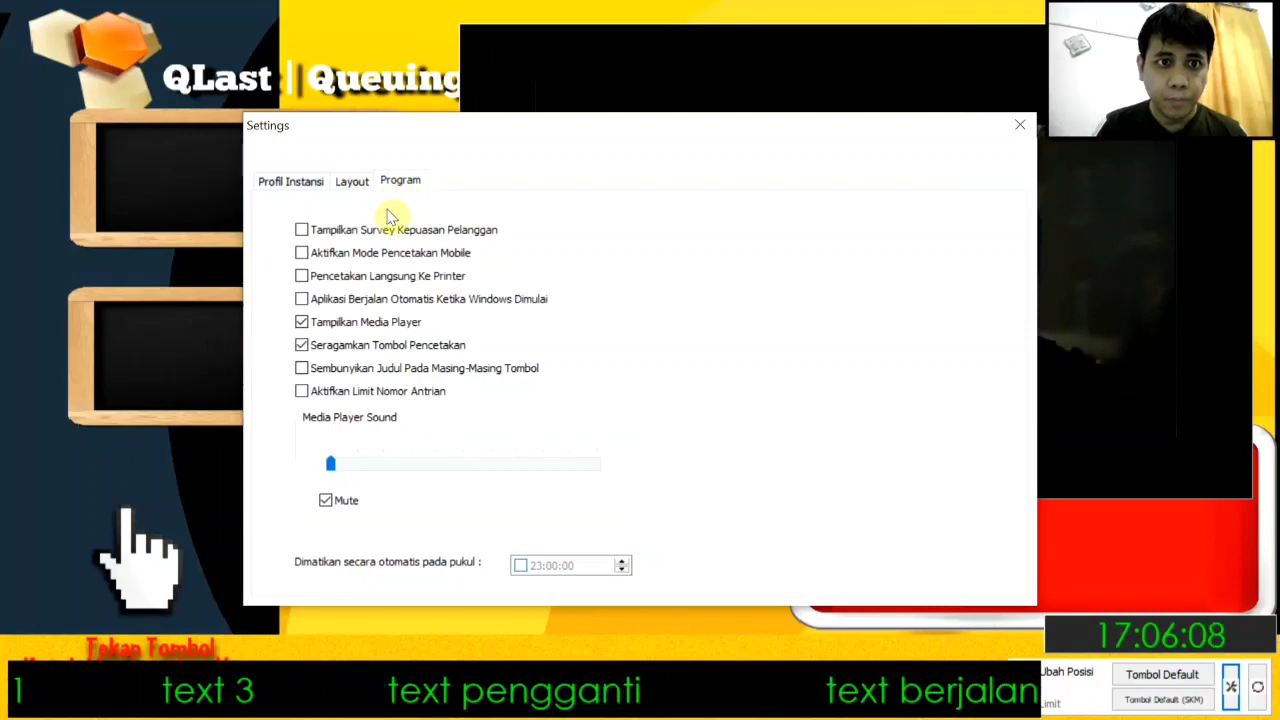 QLast || Queuing
Settings
Profil Instansi
Layout
Program
Tampilkan Survey Kepuasan Pelanggan
Aktifkan Mode Pencetakan Mobile
Pencetakan Langsung Ke Printer
Aplikasi Berjalan Otomatis Ketika Windows Dimulai
Tampilkan Media Player
Seragamkan Tombol Pencetakan
Sembunyikan Judul Pada Masing-Masing Tombol
Aktifkan Limit Nomor Antrian
Media Player Sound
Mute
Dimatikan secara otomatis pada pukul :
23:00:00
17:06:08
Tekan Tombol
1 text 3 text pengganti text berjalan
Ubah Posisi
Tombol Default
Limit
Tombol Default (SKM)